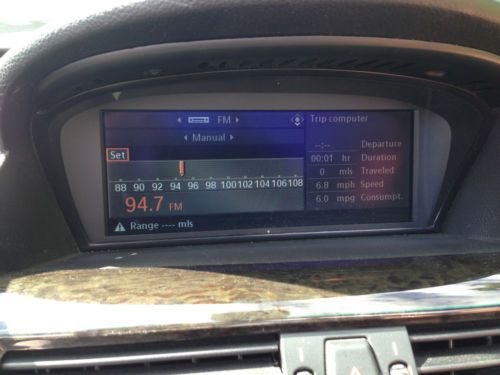 FM
Manual
Set
88 90 92 94 96 98 100 102 104 106 108
94.7 FM
Range ---- mls
Trip computer
--:-- Departure
00:01 hr Duration
0 mls Traveled
6.8 mph Speed
6.0 mpg Consumpt.